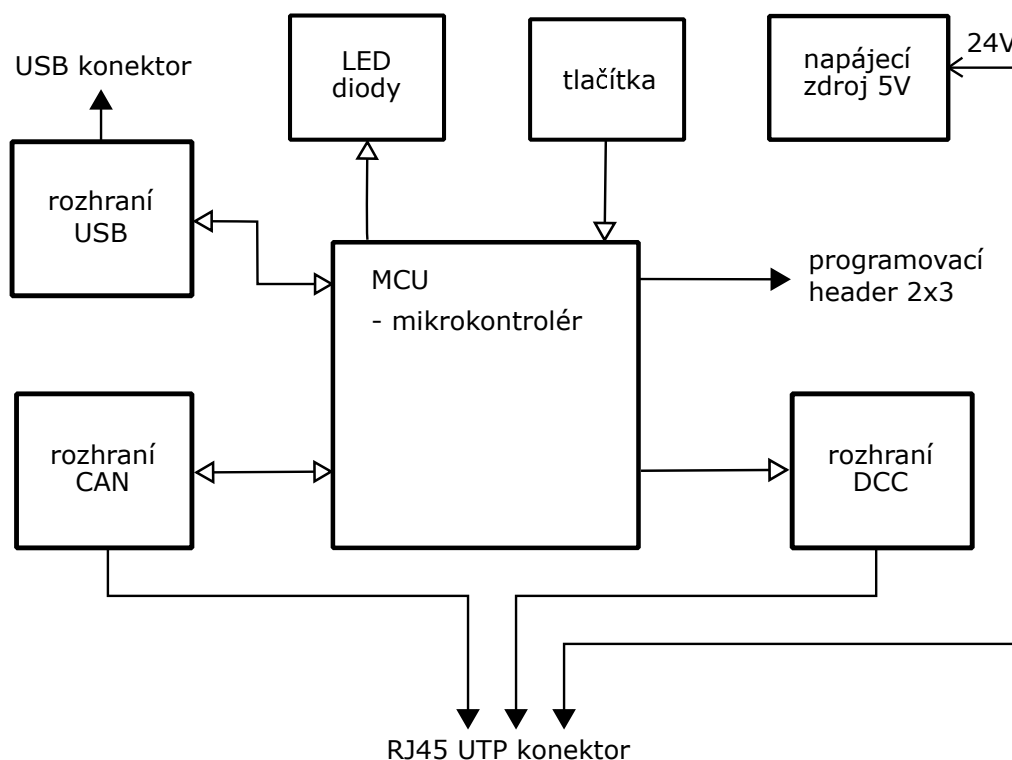 USB konektor
LED
diody
tlačítka
napájecí
zdroj 5V
24V
rozhraní
USB
MCU
- mikrokontrolér
programovací
header 2x3
rozhraní
CAN
rozhraní
DCC
RJ45 UTP konektor